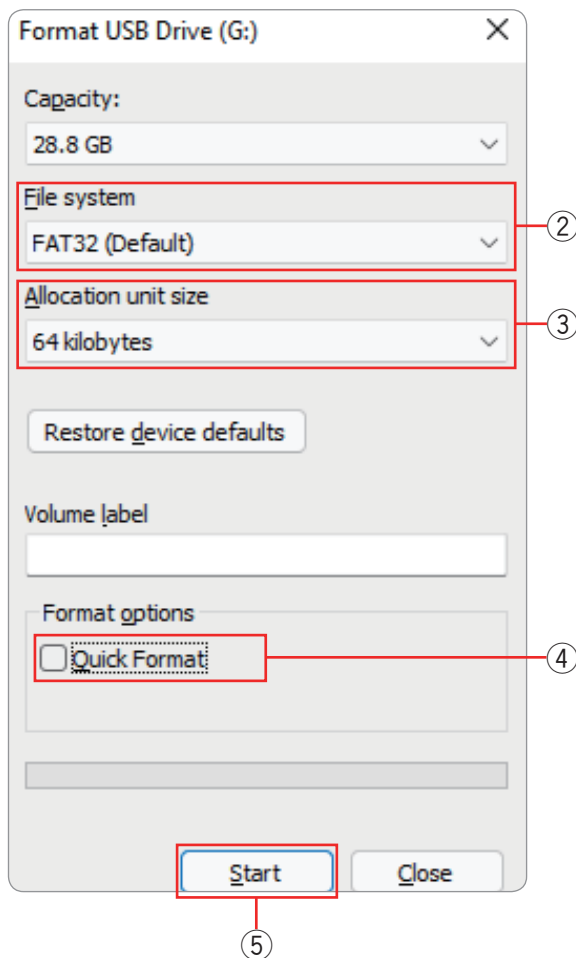 Format USB Drive (G:)
Capacity:
28.8 GB
File system
FAT32 (Default)
②
Allocation unit size
64 kilobytes
③
Restore device defaults
Volume label
Format options
Quick Format
④
Start
Close
⑤